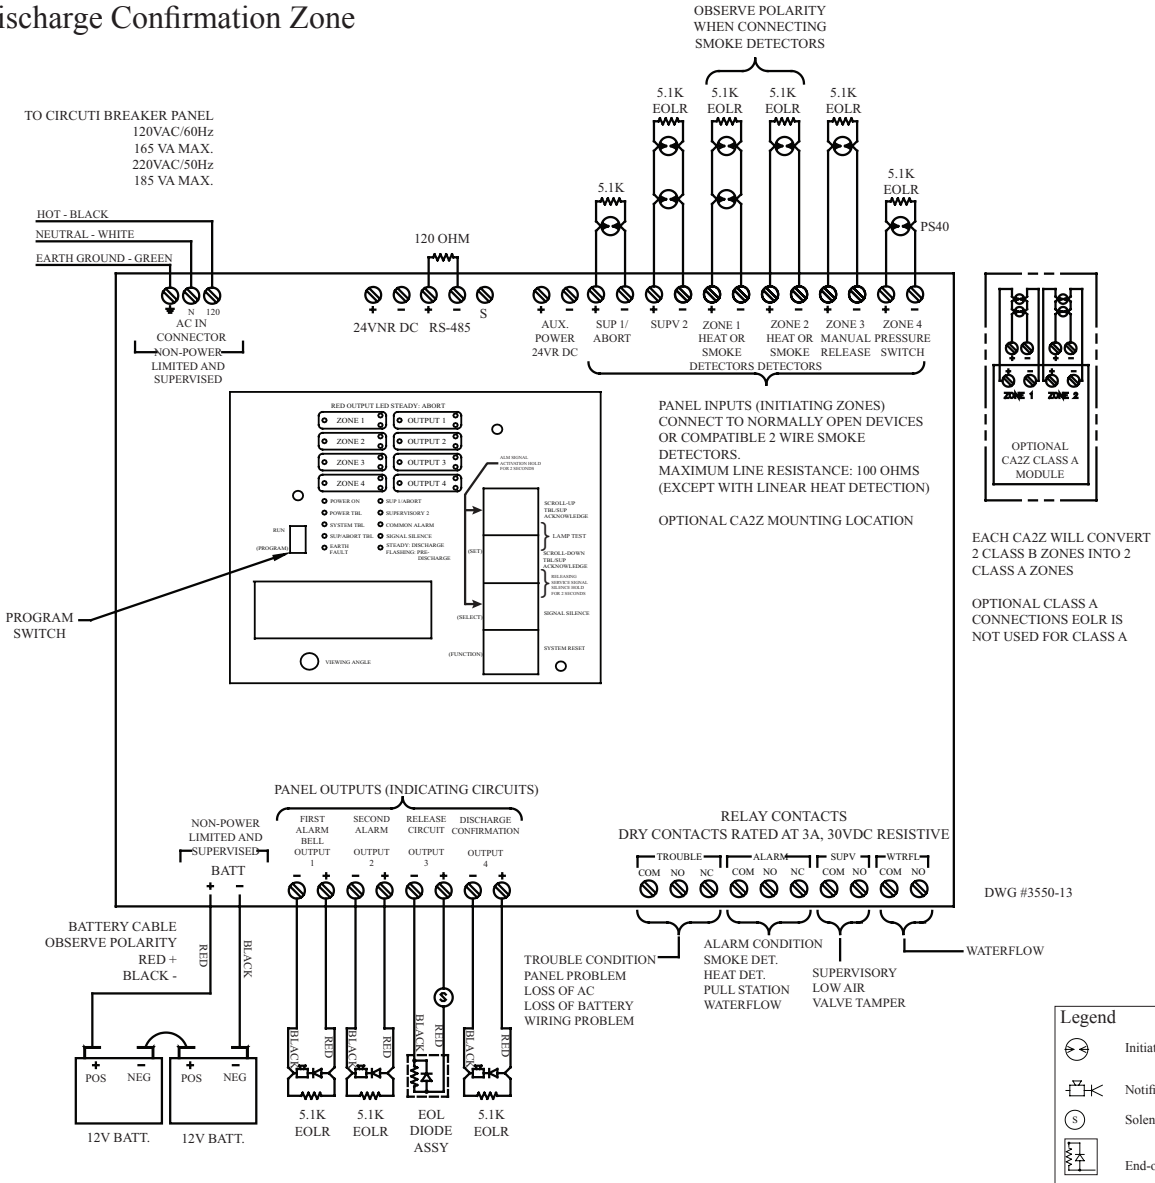 ischarge Confirmation Zone
OBSERVE POLARITY
WHEN CONNECTING
SMOKE DETECTORS
TO CIRCUTI BREAKER PANEL
120VAC/60Hz
165 VA MAX.
220VAC/50Hz
185 VA MAX.
5.1K
EOLR
5.1K
EOLR
5.1K
EOLR
5.1K
EOLR
5.1K
5.1K
EOLR
PS40
HOT - BLACK
NEUTRAL - WHITE
EARTH GROUND - GREEN
120 OHM
N 120
AC IN
CONNECTOR
NON-POWER
LIMITED AND
SUPERVISED
+ - + - S
24VNR DC RS-485
+ - + - + - + - + - + - + -
AUX.
POWER
24VR DC
SUP 1/
ABORT
SUPV 2
ZONE 1
HEAT OR
SMOKE
DETECTORS
ZONE 2
HEAT OR
SMOKE
DETECTORS
ZONE 3
MANUAL
RELEASE
ZONE 4
PRESSURE
SWITCH
PANEL INPUTS (INITIATING ZONES)
CONNECT TO NORMALLY OPEN DEVICES
OR COMPATIBLE 2 WIRE SMOKE
DETECTORS.
MAXIMUM LINE RESISTANCE: 100 OHMS
(EXCEPT WITH LINEAR HEAT DETECTION)
OPTIONAL CA2Z MOUNTING LOCATION
+ - + -
+ - + -
ZONE 1 ZONE 2
OPTIONAL
CA2Z CLASS A
MODULE
EACH CA2Z WILL CONVERT
2 CLASS B ZONES INTO 2
CLASS A ZONES
OPTIONAL CLASS A
CONNECTIONS EOLR IS
NOT USED FOR CLASS A
RED OUTPUT LED STEADY: ABORT
ZONE 1 OUTPUT 1
ZONE 2 OUTPUT 2
ZONE 3 OUTPUT 3
ZONE 4 OUTPUT 4
POWER ON SUP 1/ABORT
POWER TBL SUPERVISORY 2
SYSTEM TBL COMMON ALARM
SUP/ABORT TBL SIGNAL SILENCE
EARTH
FAULT
STEADY: DISCHARGE
FLASHING: PRE-
DISCHARGE
RUN
(PROGRAM)
ALM SIGNAL
ACTIVATION HOLD
FOR 2 SECONDS
SCROLL-UP
TBL/SUP
ACKNOWLEDGE
LAMP TEST
(SET)
SCROLL-DOWN
TBL/SUP
ACKNOWLEDGE
RELEASING
SERVICE SIGNAL
SILENCE HOLD
FOR 2 SECONDS
(SELECT)
SIGNAL SILENCE
(FUNCTION)
SYSTEM RESET
VIEWING ANGLE
PROGRAM
SWITCH
PANEL OUTPUTS (INDICATING CIRCUITS)
NON-POWER
LIMITED AND
SUPERVISED
BATT
+ -
FIRST
ALARM
BELL
OUTPUT
1
SECOND
ALARM
OUTPUT
2
RELEASE
CIRCUIT
OUTPUT
3
DISCHARGE
CONFIRMATION
OUTPUT
4
- + - + - + - +
RELAY CONTACTS
DRY CONTACTS RATED AT 3A, 30VDC RESISTIVE
TROUBLE ALARM SUPV WTRFL
COM NO NC COM NO NC COM NO COM NO
DWG #3550-13
BATTERY CABLE
OBSERVE POLARITY
RED +
BLACK -
RED
BLACK
TROUBLE CONDITION
PANEL PROBLEM
LOSS OF AC
LOSS OF BATTERY
WIRING PROBLEM
ALARM CONDITION
SMOKE DET.
HEAT DET.
PULL STATION
WATERFLOW
SUPERVISORY
LOW AIR
VALVE TAMPER
WATERFLOW
S
BLACK
RED
BLACK
RED
BLACK
RED
BLACK
RED
+ - + -
POS NEG POS NEG
12V BATT. 12V BATT.
5.1K
EOLR
5.1K
EOLR
EOL
DIODE
ASSY
5.1K
EOLR
Legend
Initiat
Notifi
S Solen
End-o